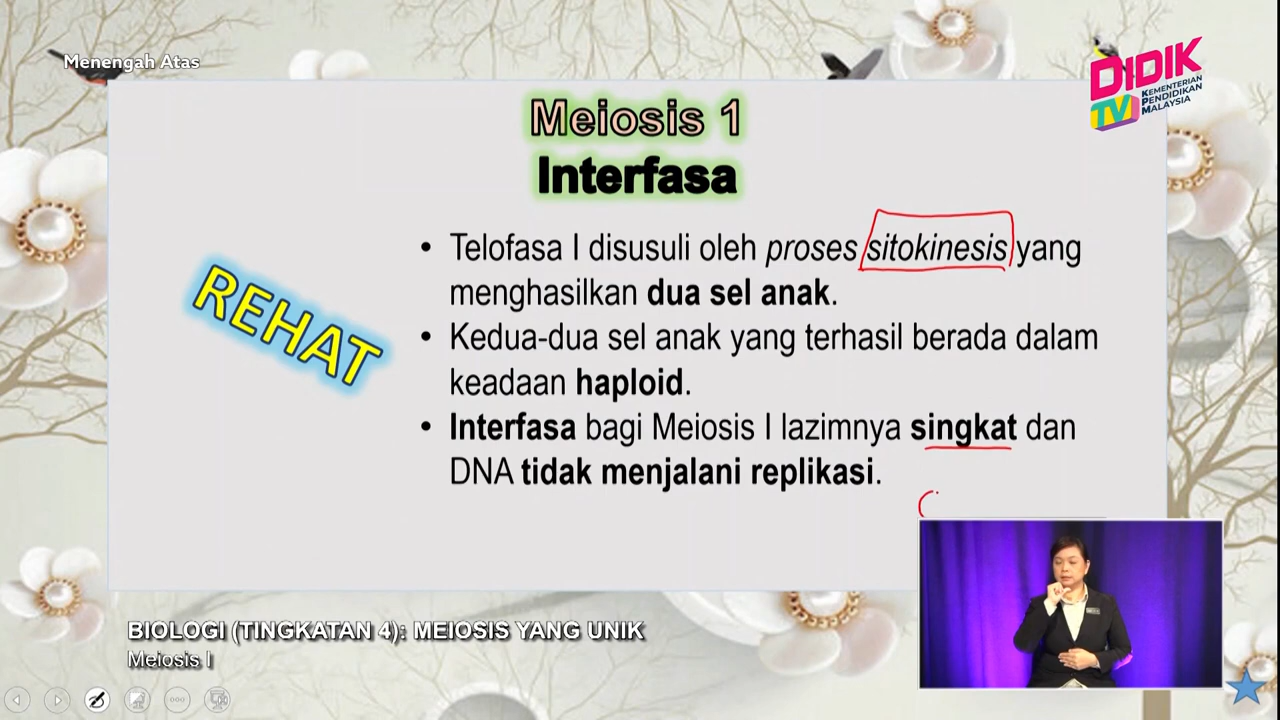 Menengah Atas
DIDIK
TV
KEMENTERIAN
PENDIDIKAN
MALAYSIA
Meiosis 1
Interfasa
REHAT
• Telofasa I disusuli oleh proses sitokinesis yang
menghasilkan dua sel anak.
• Kedua-dua sel anak yang terhasil berada dalam
keadaan haploid.
• Interfasa bagi Meiosis I lazimnya singkat dan
DNA tidak menjalani replikasi.
BIOLOGI (TINGKATAN 4): MEIOSIS YANG UNIK
Meiosis I